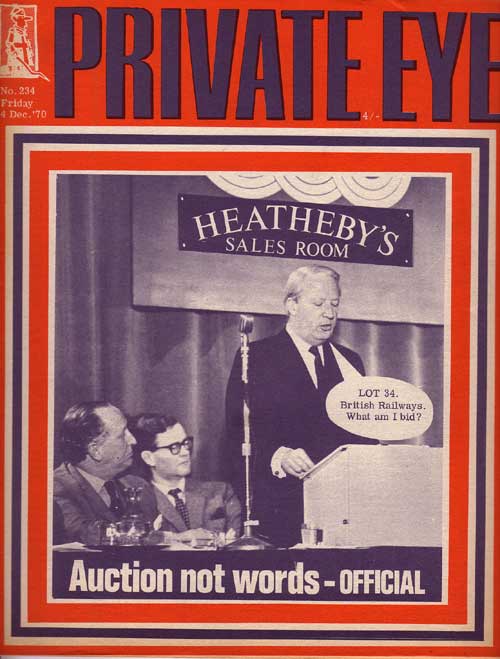 PRIVATE EYE
No. 234
Friday
4 Dec. '70
4/-
HEATHEBY'S
SALES ROOM
LOT 34.
British Railways.
What am I bid?
Auction not words - OFFICIAL